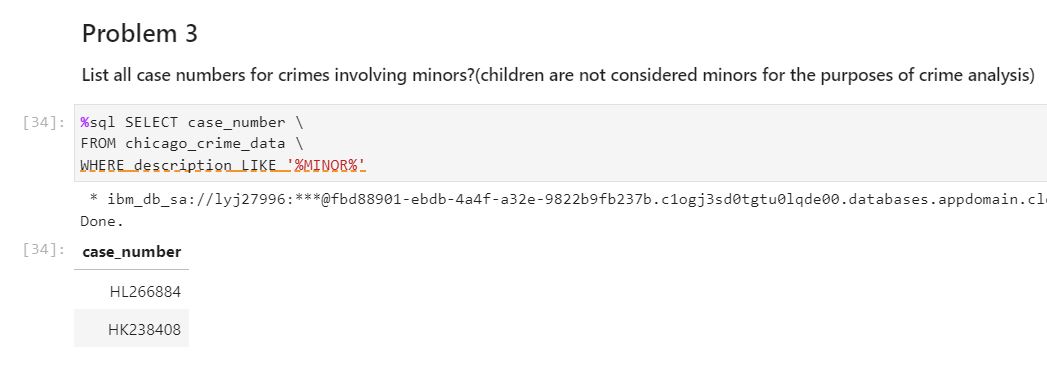 Problem 3
List all case numbers for crimes involving minors?(children are not considered minors for the purposes of crime analysis)
[34]: %sql SELECT case_number \
FROM chicago_crime_data \
WHERE description LIKE '%MINOR%'
* ibm_db_sa://lyj27996:***@fbd88901-ebdb-4a4f-a32e-9822b9fb237b.c1ogj3sd0tgtu0lqde00.databases.appdomain.clo
Done.
[34]: case_number
HL266884
HK238408